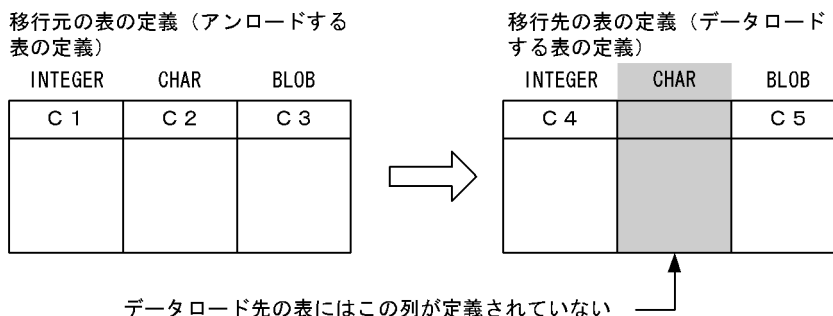 移行元の表の定義（アンロードする
表の定義）
INTEGER CHAR BLOB
C1 C2 C3
移行先の表の定義（データロード
する表の定義）
INTEGER CHAR BLOB
C4 C5
データロード先の表にはこの列が定義されていない